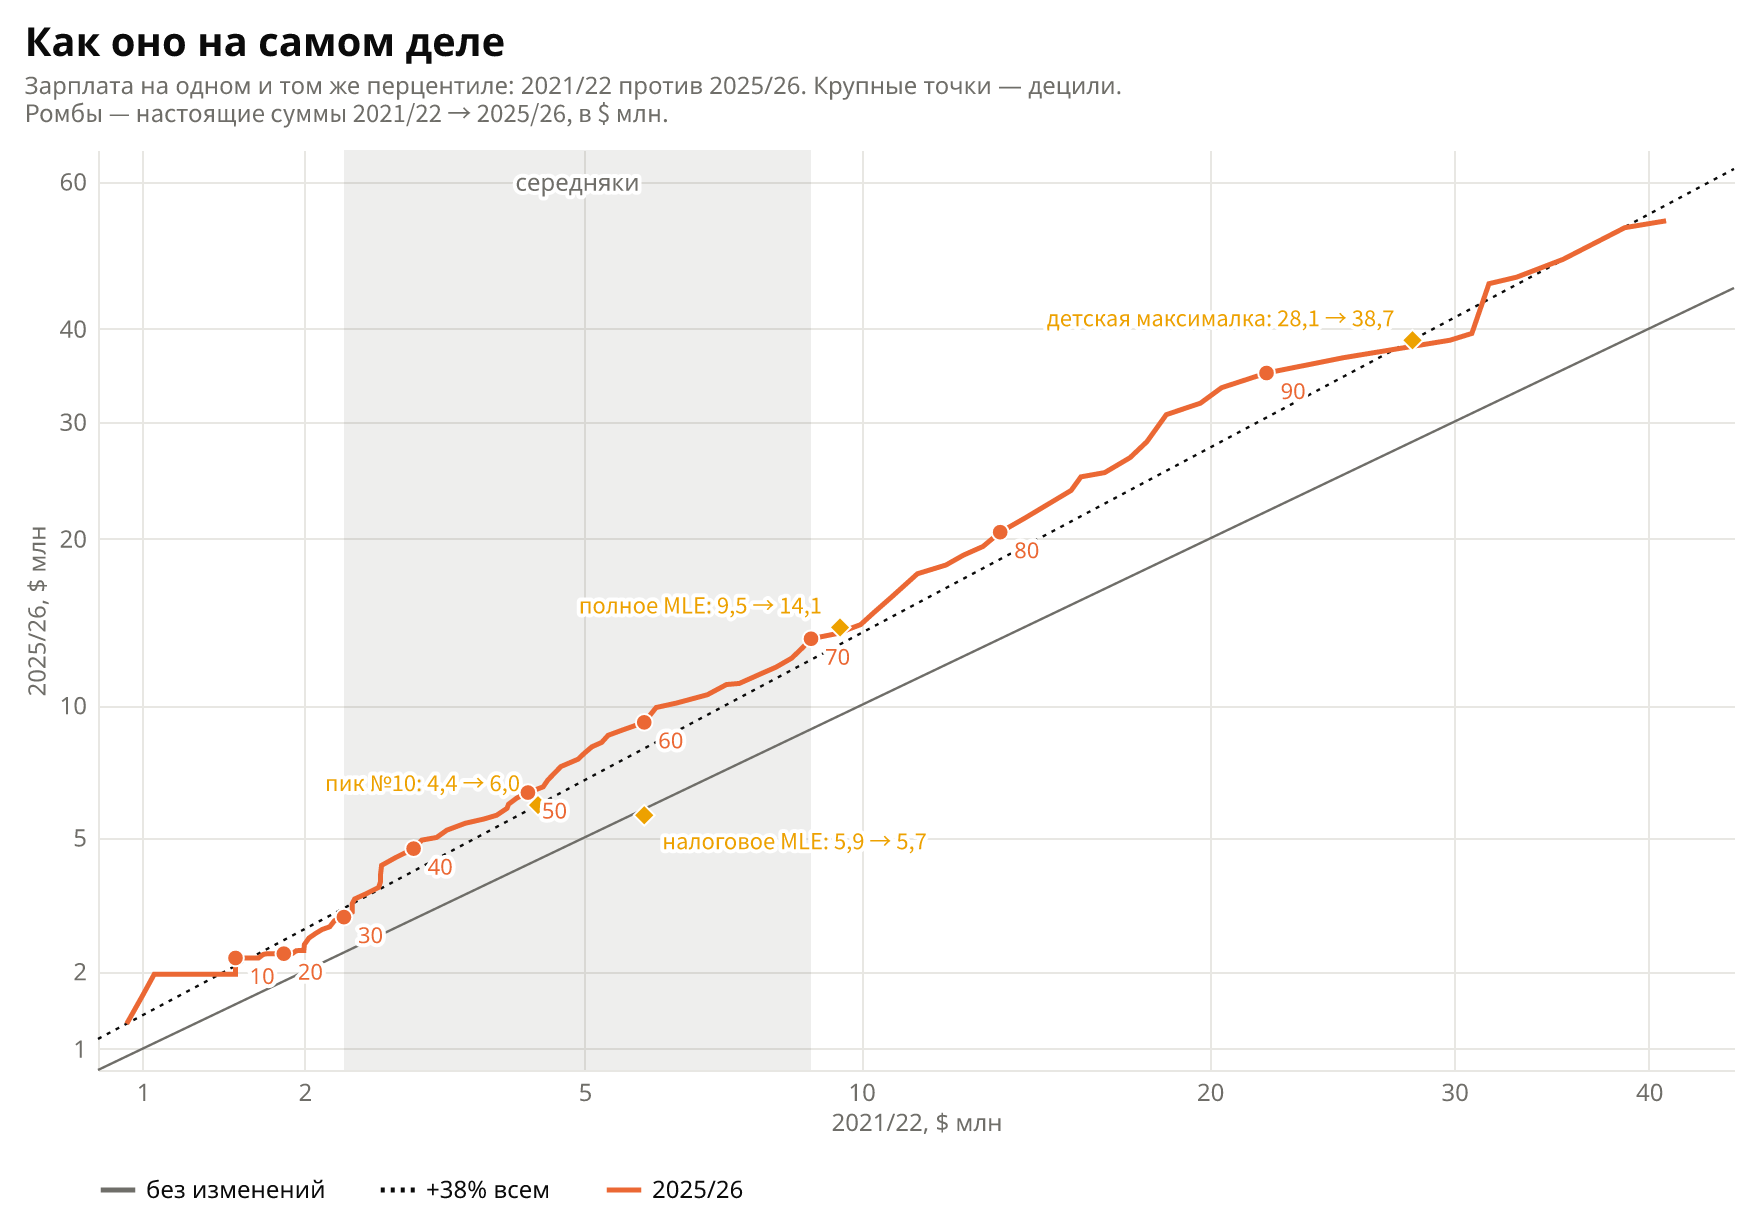 Как оно на самом деле
Зарплата на одном и том же перцентиле: 2021/22 против 2025/26. Крупные точки — децили.
Ромбы — настоящие суммы 2021/22 → 2025/26, в $ млн.
середняки
60
40
30
20
10
5
2
1
2025/26, $ млн
детская максималка: 28,1 → 38,7
90
80
полное MLE: 9,5 → 14,1
70
60
пик №10: 4,4 → 6,0
50
налоговое MLE: 5,9 → 5,7
40
30
10
20
1
2
5
10
20
30
40
2021/22, $ млн
без изменений
+38% всем
2025/26